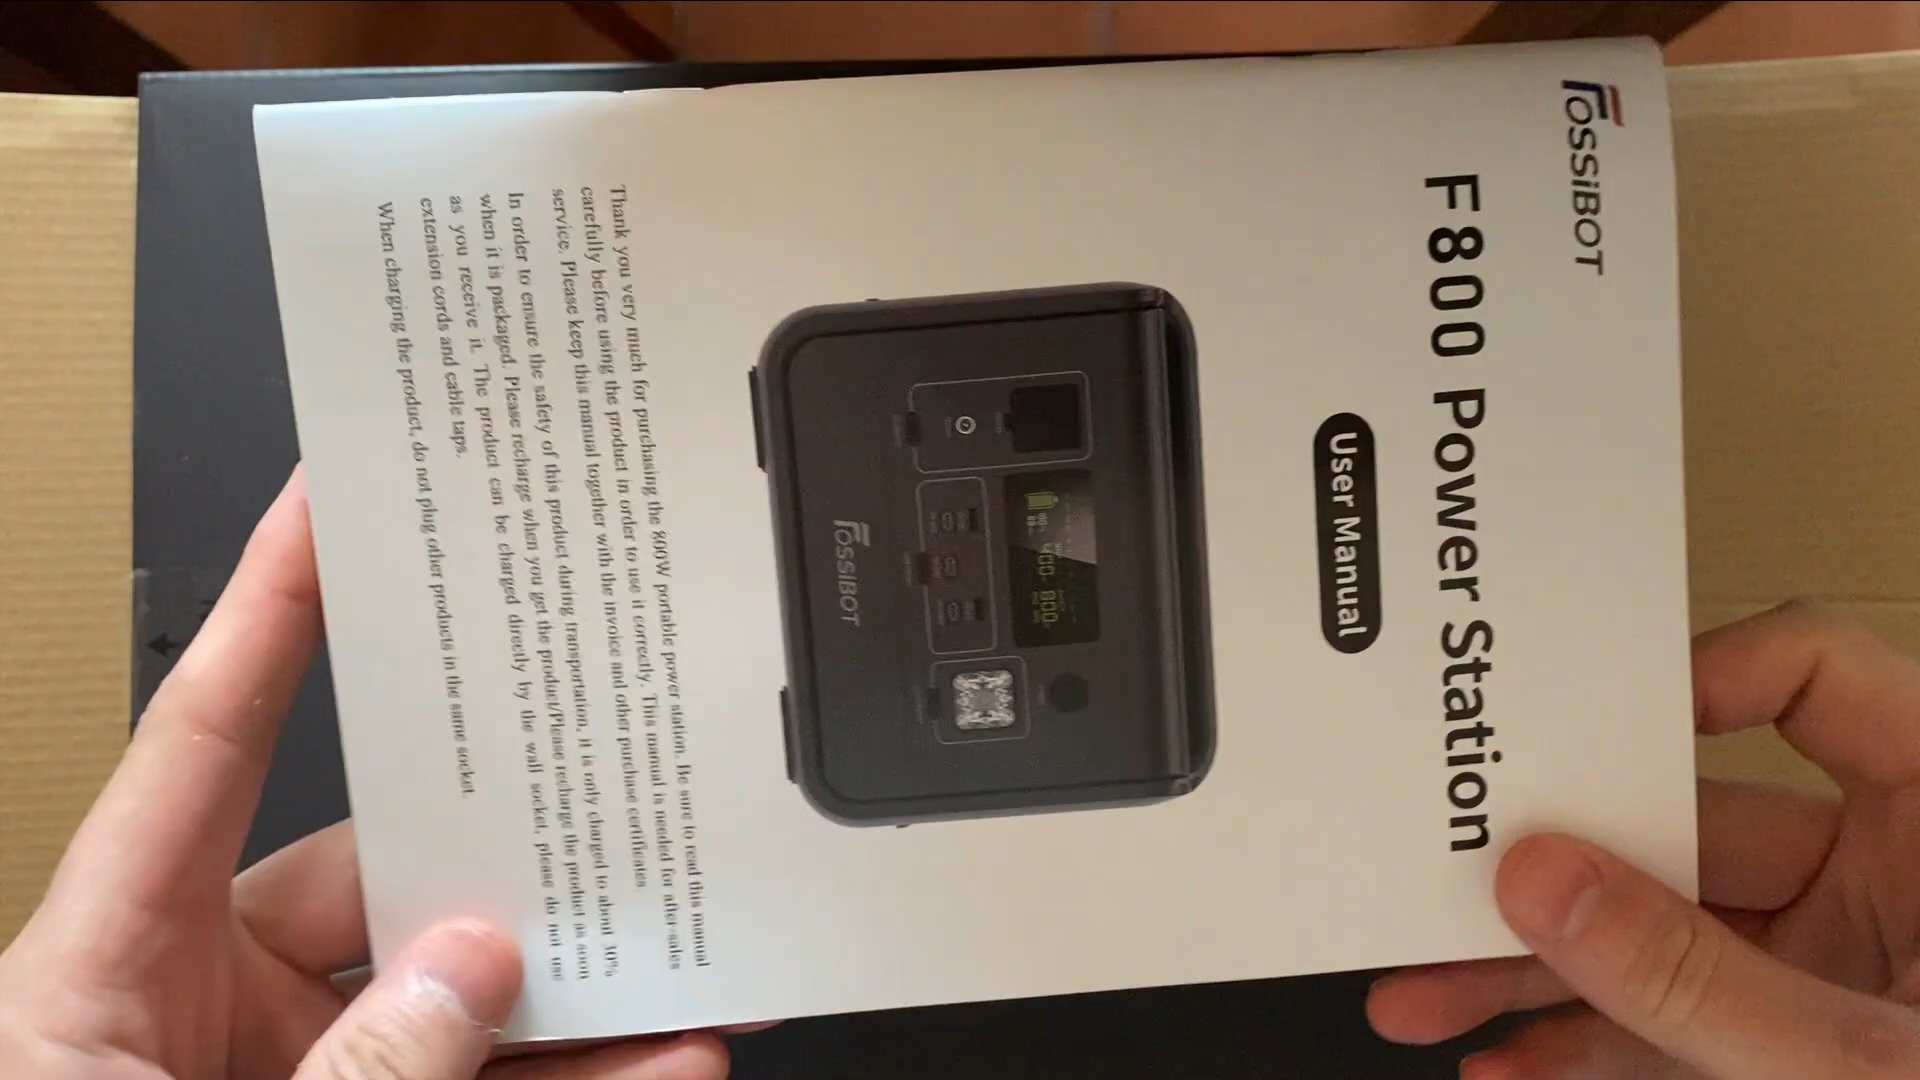 FOSSiBOT
F800 Power Station
User Manual
400 800
FOSSIBOT
Thank you very much for purchasing the 800W portable power station. Be sure to read this manual
carefully before using the product in order to use it correctly. This manual is needed for after-sales
service. Please keep this manual together with the invoice and other purchase certificates.
In order to ensure the safety of this product during transportation, it is only charged to about 30%
when it is packaged. Please recharge when you get the product/Please recharge the product as soon
as you receive it. The product can be charged directly by the wall socket, please do not use
extension cords and cable taps.
When charging the product, do not plug other products in the same socket.